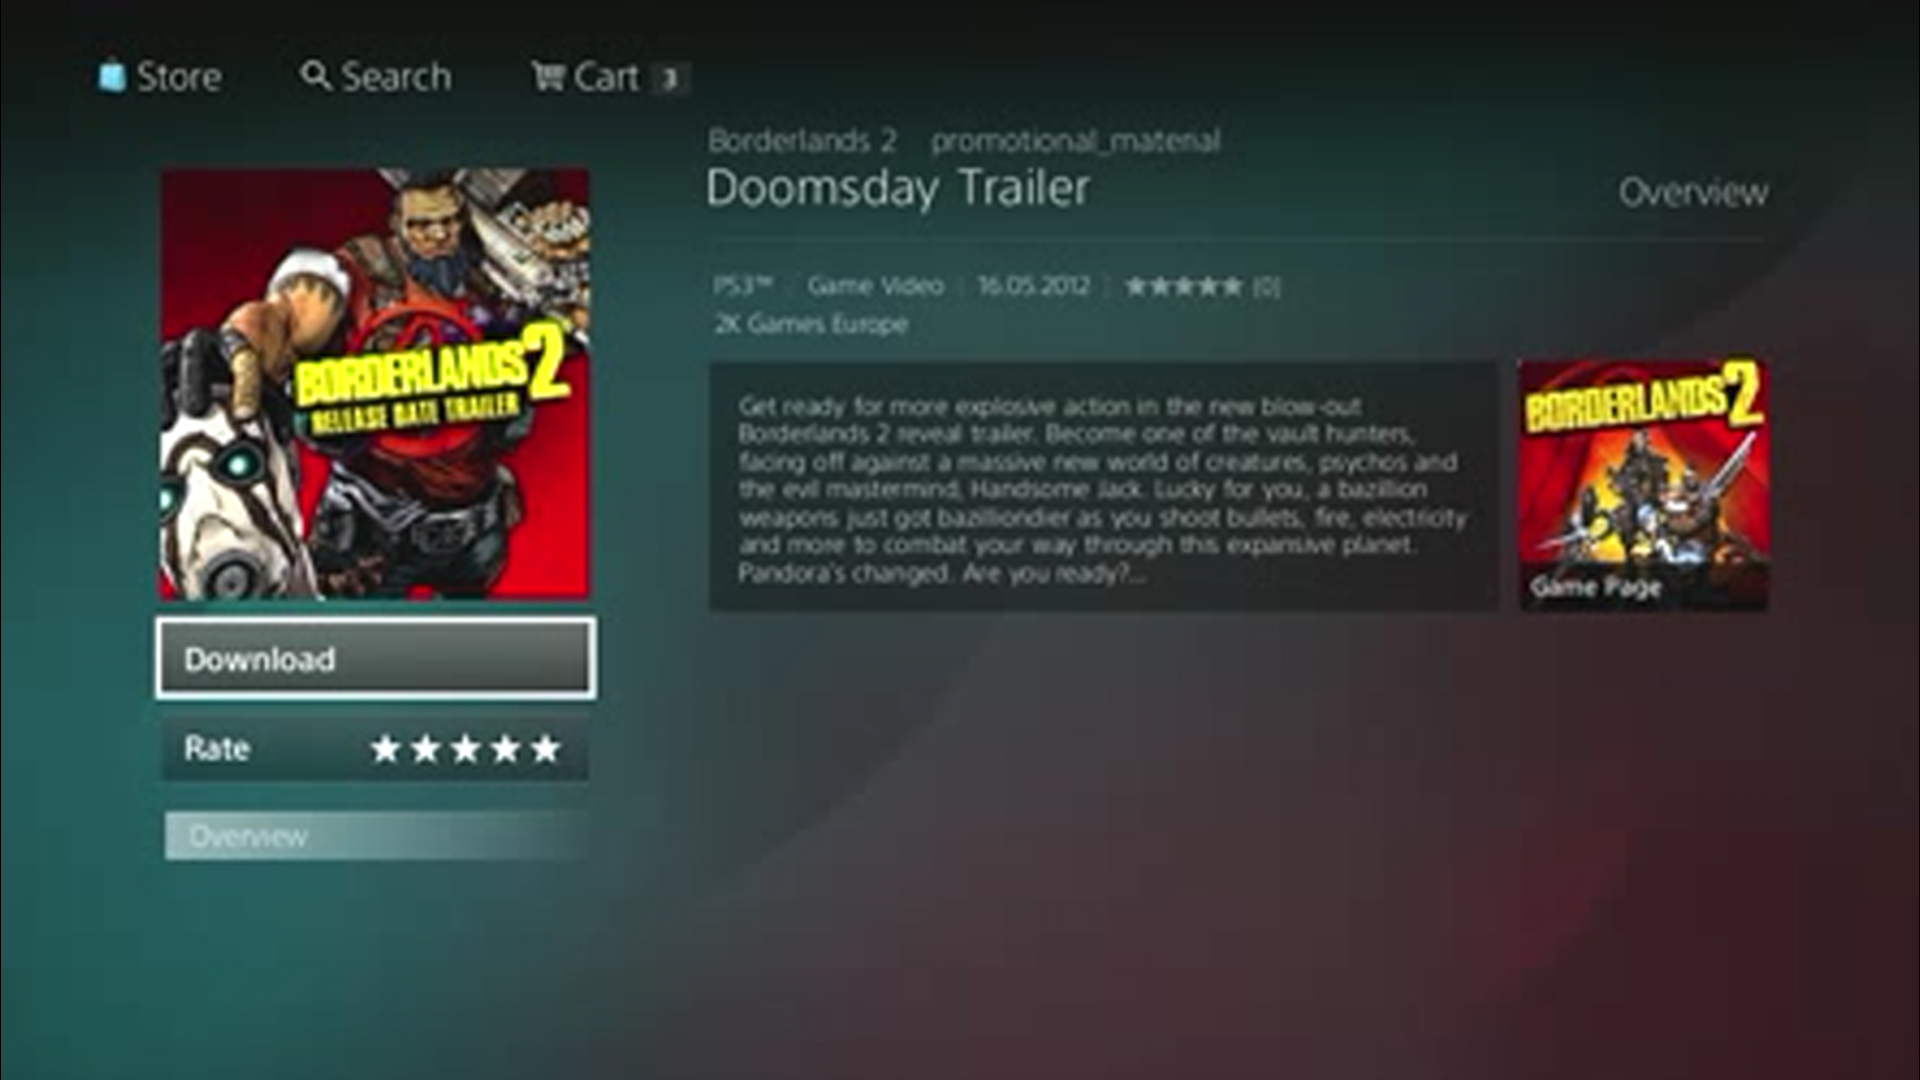 Store Search Cart 3
Borderlands 2 promotional_material
Doomsday Trailer
Overview
PS3™ Game Video 16.05.2012 ★★★★★ (0)
2K Games Europe
BORDERLANDS 2
RELEASE DATE TRAILER
Get ready for more explosive action in the new blow-out
Borderlands 2 reveal trailer. Become one of the vault hunters,
facing off against a massive new world of creatures, psychos and
the evil mastermind, Handsome Jack. Lucky for you, a bazillion
weapons just got bazilliondier as you shoot bullets, fire, electricity
and more to combat your way through this expansive planet.
Pandora's changed. Are you ready?...
BORDERLANDS 2
Game Page
Download
Rate ★★★★★
Overview